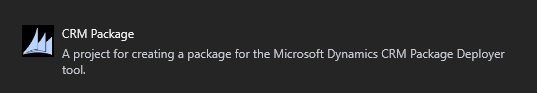 CRM Package
A project for creating a package for the Microsoft Dynamics CRM Package Deployer
tool.